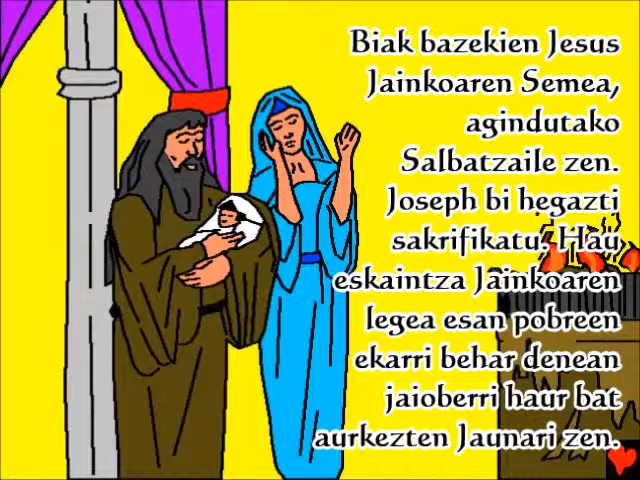 Biak bazekien Jesus
Jainkoaren Semea,
agindutako
Salbatzaile zen.
Joseph bi hegazti
sakrifikatu. Hau
eskaintza Jainkoaren
legea esan pobreen
ekarri behar denean
jaioberri haur bat
aurkezten Jaunari zen.